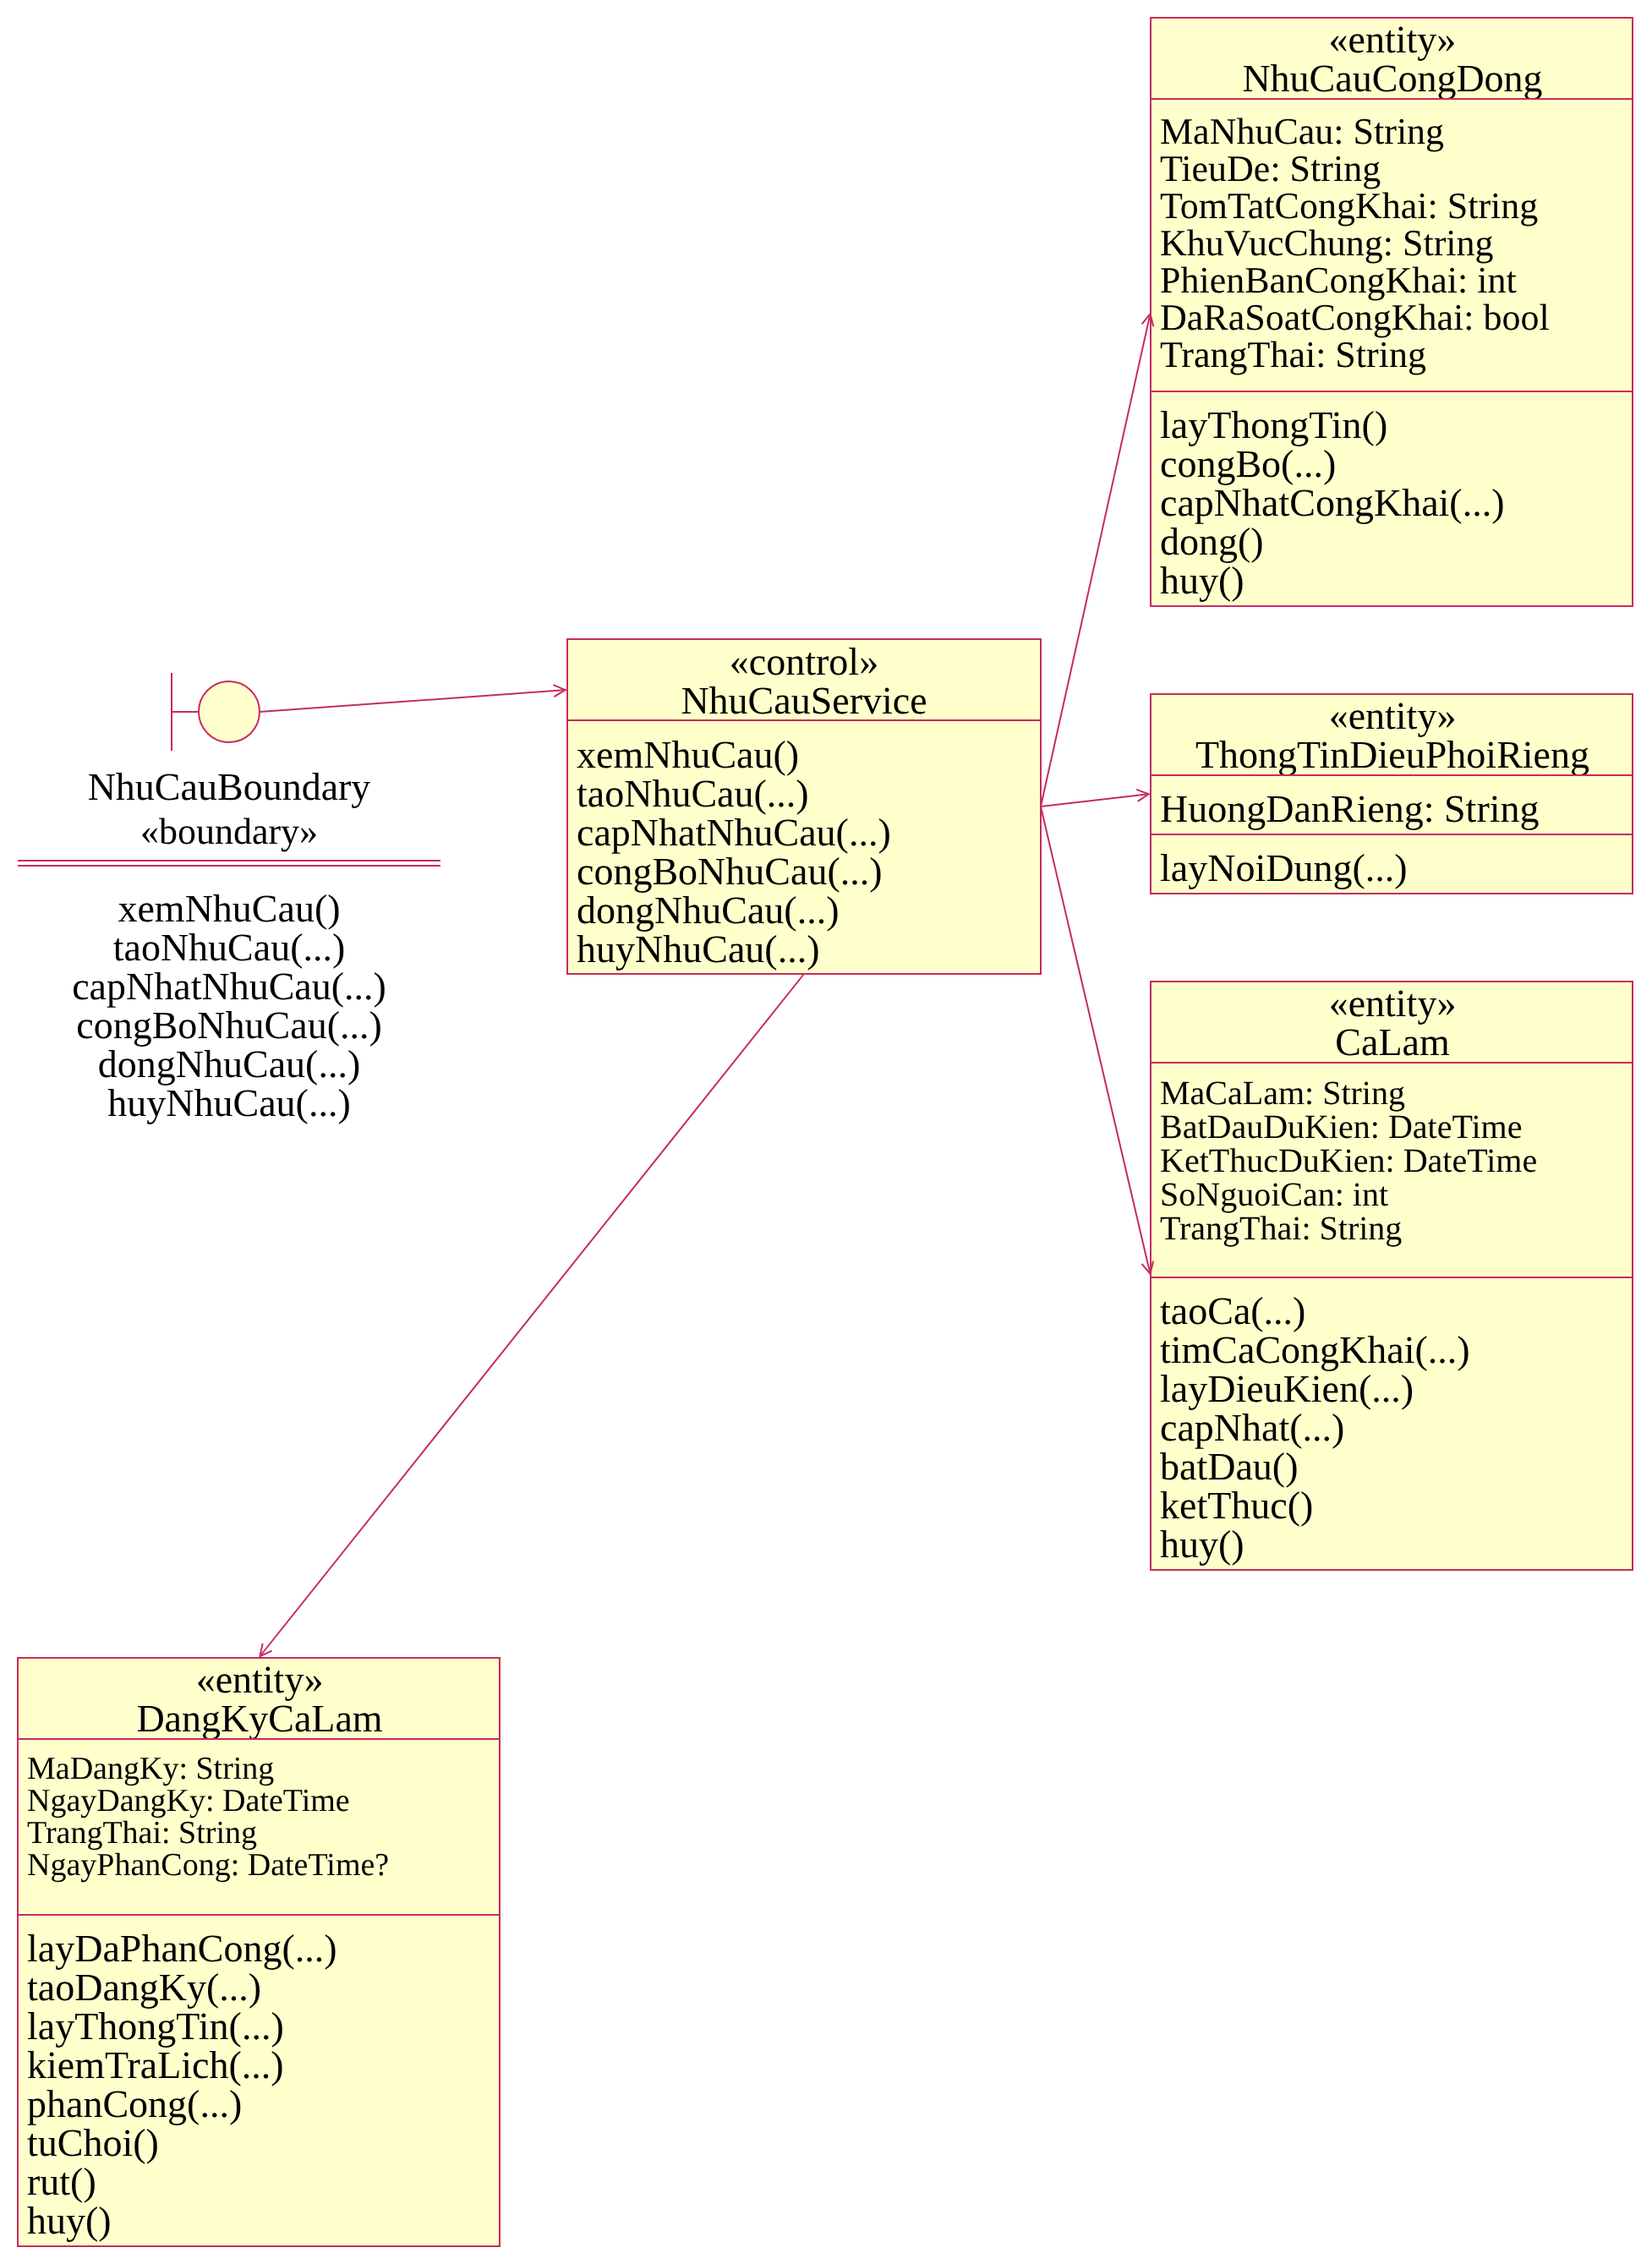 «entity»
NhuCauCongDong
MaNhuCau: String
TieuDe: String
TomTatCongKhai: String
KhuVucChung: String
PhienBanCongKhai: int
DaRaSoatCongKhai: bool
TrangThai: String
layThongTin()
congBo(...)
capNhatCongKhai(...)
dong()
huy()
NhuCauBoundary
«boundary»
xemNhuCau()
taoNhuCau(...)
capNhatNhuCau(...)
congBoNhuCau(...)
dongNhuCau(...)
huyNhuCau(...)
«control»
NhuCauService
xemNhuCau()
taoNhuCau(...)
capNhatNhuCau(...)
congBoNhuCau(...)
dongNhuCau(...)
huyNhuCau(...)
«entity»
ThongTinDieuPhoiRieng
HuongDanRieng: String
layNoiDung(...)
«entity»
CaLam
MaCaLam: String
BatDauDuKien: DateTime
KetThucDuKien: DateTime
SoNguoiCan: int
TrangThai: String
taoCa(...)
timCaCongKhai(...)
layDieuKien(...)
capNhat(...)
batDau()
ketThuc()
huy()
«entity»
DangKyCaLam
MaDangKy: String
NgayDangKy: DateTime
TrangThai: String
NgayPhanCong: DateTime?
layDaPhanCong(...)
taoDangKy(...)
layThongTin(...)
kiemTraLich(...)
phanCong(...)
tuChoi()
rut()
huy()